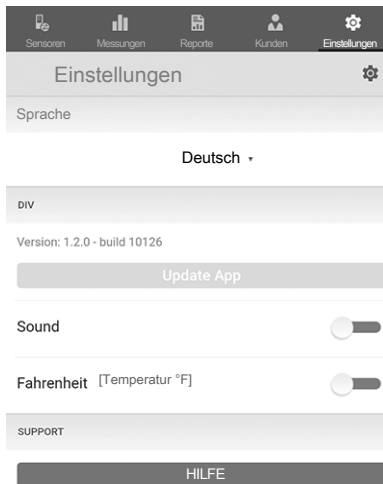 Sensoren Messungen Reporte Kunden Einstellungen
Einstellungen
Sprache
Deutsch
DIV
Version: 1.2.0 - build 10126
Update App
Sound
Fahrenheit [Temperatur °F]
SUPPORT
HILFE